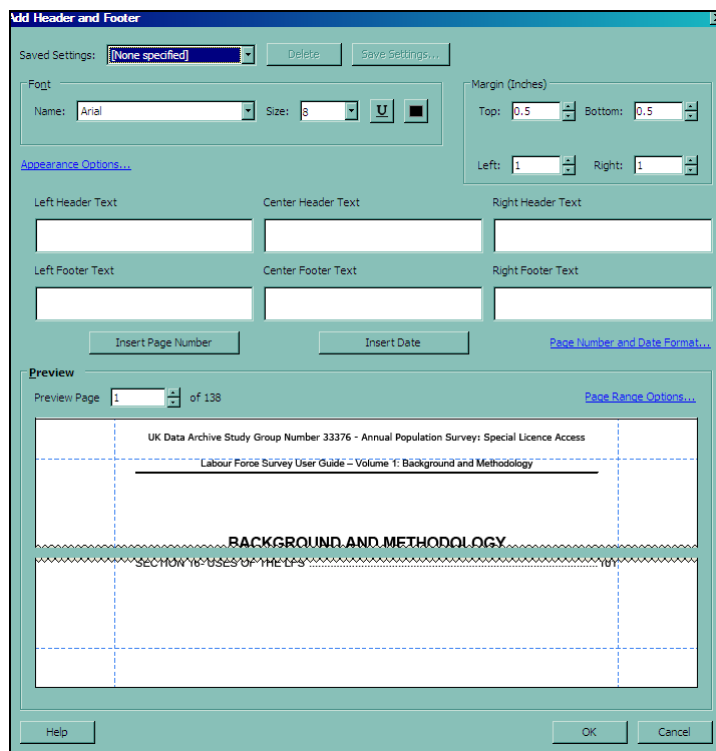 Add Header and Footer
Saved Settings: [None specified] Delete Save Settings...
Font
Name: Arial Size: 8 U
Margin (Inches)
Top: 0.5 Bottom: 0.5
Left: 1 Right: 1
Appearance Options...
Left Header Text Center Header Text Right Header Text
Left Footer Text Center Footer Text Right Footer Text
Insert Page Number Insert Date Page Number and Date Format...
Preview
Preview Page 1 of 138 Page Range Options...
UK Data Archive Study Group Number 33376 - Annual Population Survey: Special Licence Access
Labour Force Survey User Guide – Volume 1: Background and Methodology
BACKGROUND AND METHODOLOGY
SECTION 16- USES OF THE LFS ........................ 101
Help OK Cancel